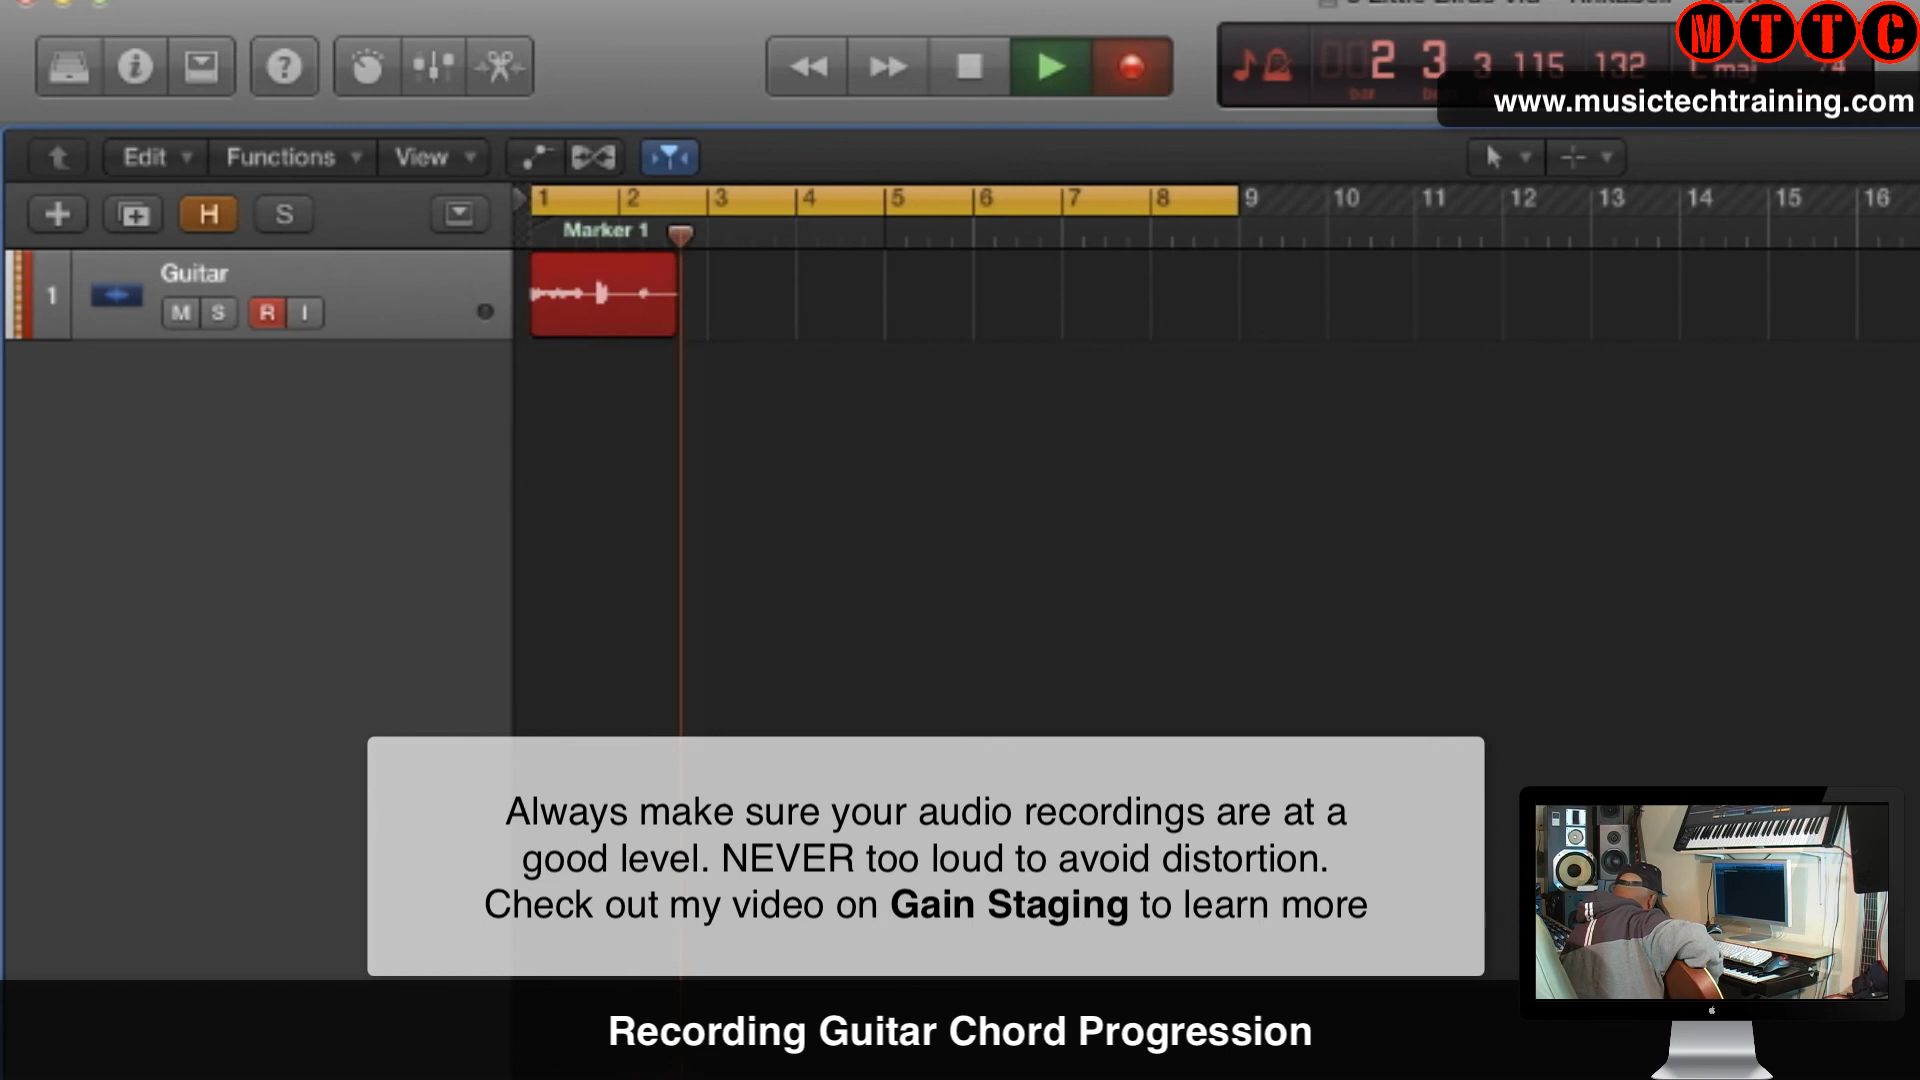 MTTC
2 3 3 115 132
bar
www.musictechtraining.com
Edit Functions View
H S
1 2 3 4 5 6 7 8 9 10 11 12 13 14 15 16
Marker 1
1 Guitar
M S R I
Always make sure your audio recordings are at a
good level. NEVER too loud to avoid distortion.
Check out my video on Gain Staging to learn more
Recording Guitar Chord Progression